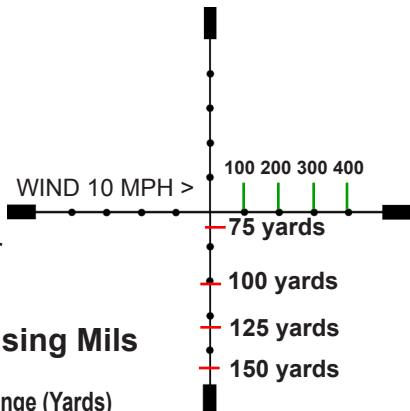 100 200 300 400
WIND 10 MPH >
75 yards
100 yards
125 yards
sing Mils
150 yards
nge (Yards)